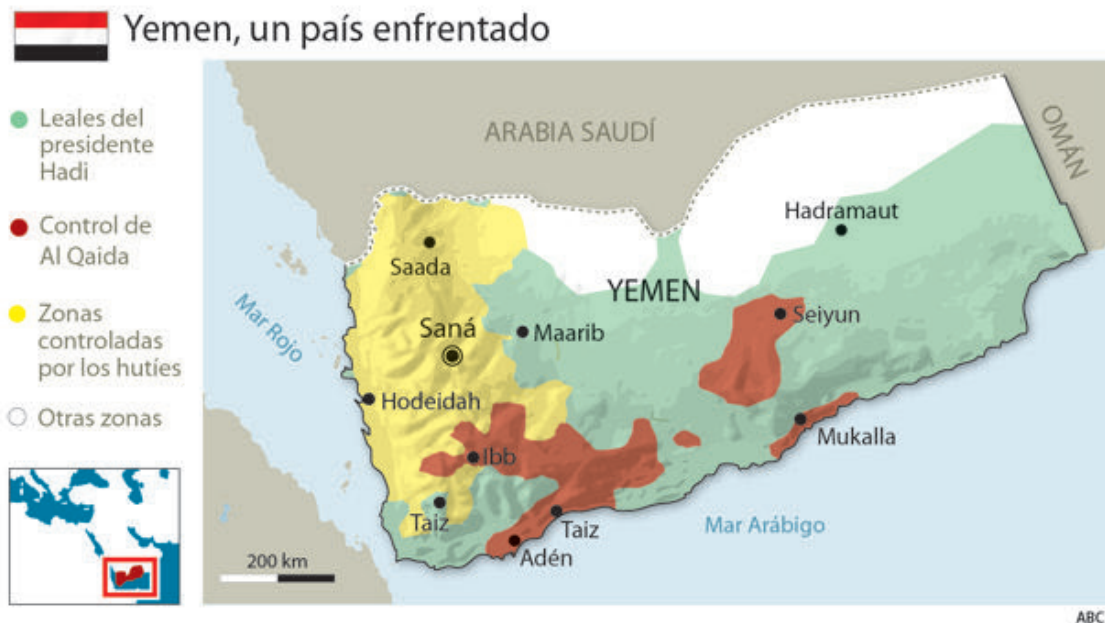 Yemen, un país enfrentado
Leales del
presidente
Hadi
Control de
Al Qaida
Zonas
controladas
por los hutíes
Otras zonas
ARABIA SAUDÍ
OMÁN
Hadramaut
Saada
YEMEN
Seiyun
Mar Rojo
Saná
Maarib
Hodeidah
Mukalla
Ibb
Taiz
Taiz
Mar Arábigo
Adén
200 km
ABC